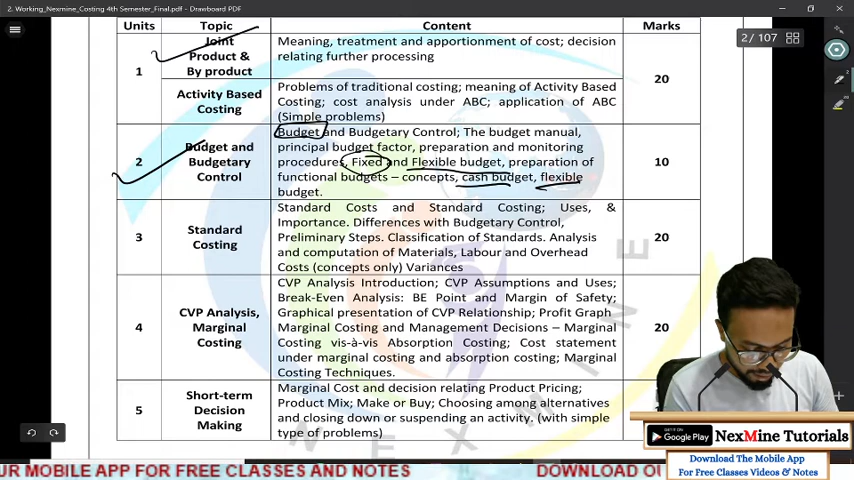 2. Working_Nexmine_Costing 4th Semester_Final.pdf - Drawboard PDF
2 / 107
Units Topic Content Marks
1
Joint
Product &
By product
Meaning, treatment and apportionment of cost; decision
relating further processing
20
Activity Based
Costing
Problems of traditional costing; meaning of Activity Based
Costing; cost analysis under ABC; application of ABC
(Simple problems)
2
Budget and
Budgetary
Control
Budget and Budgetary Control; The budget manual,
principal budget factor, preparation and monitoring
procedures, Fixed and Flexible budget, preparation of
functional budgets – concepts, cash budget, flexible
budget.
10
3
Standard
Costing
Standard Costs and Standard Costing; Uses, &
Importance. Differences with Budgetary Control,
Preliminary Steps. Classification of Standards. Analysis
and computation of Materials, Labour and Overhead
Costs (concepts only) Variances
20
4
CVP Analysis,
Marginal
Costing
CVP Analysis Introduction; CVP Assumptions and Uses;
Break-Even Analysis: BE Point and Margin of Safety;
Graphical presentation of CVP Relationship; Profit Graph
Marginal Costing and Management Decisions – Marginal
Costing vis-à-vis Absorption Costing; Cost statement
under marginal costing and absorption costing; Marginal
Costing Techniques.
20
5
Short-term
Decision
Making
Marginal Cost and decision relating Product Pricing;
Product Mix; Make or Buy; Choosing among alternatives
and closing down or suspending an activity. (with simple
type of problems)
NEXMINE
GET IT ON
Google Play
NexMine Tutorials
Download The Mobile App
For Free Classes Videos & Notes
UR MOBILE APP FOR FREE CLASSES AND NOTES
DOWNLOAD OU